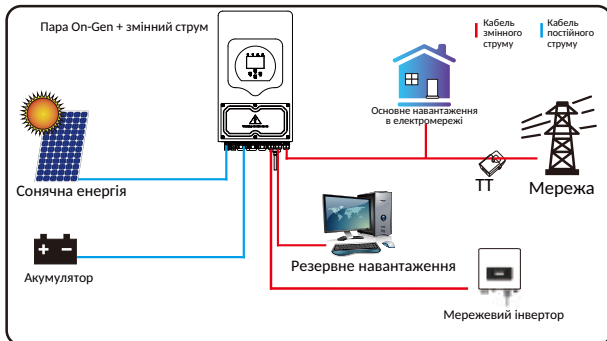 Пара On-Gen + змінний струм
Кабель
змінного
струму
Кабель
постійного
струму
Основне навантаження
в електромережі
ТТ
Мережа
Сонячна енергія
Резервне навантаження
Акумулятор
Мережевий інвертор